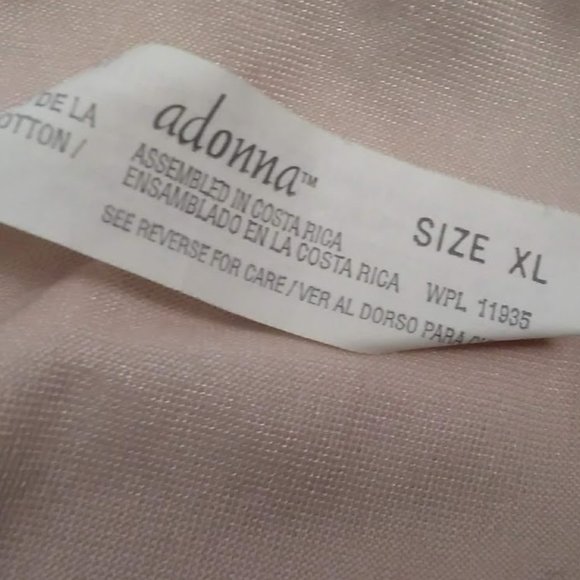 DE LA
OTTON /
adonna™
ASSEMBLED IN COSTA RICA
ENSAMBLADO EN LA COSTA RICA
SEE REVERSE FOR CARE / VER AL DORSO PARA
SIZE XL
WPL 11935